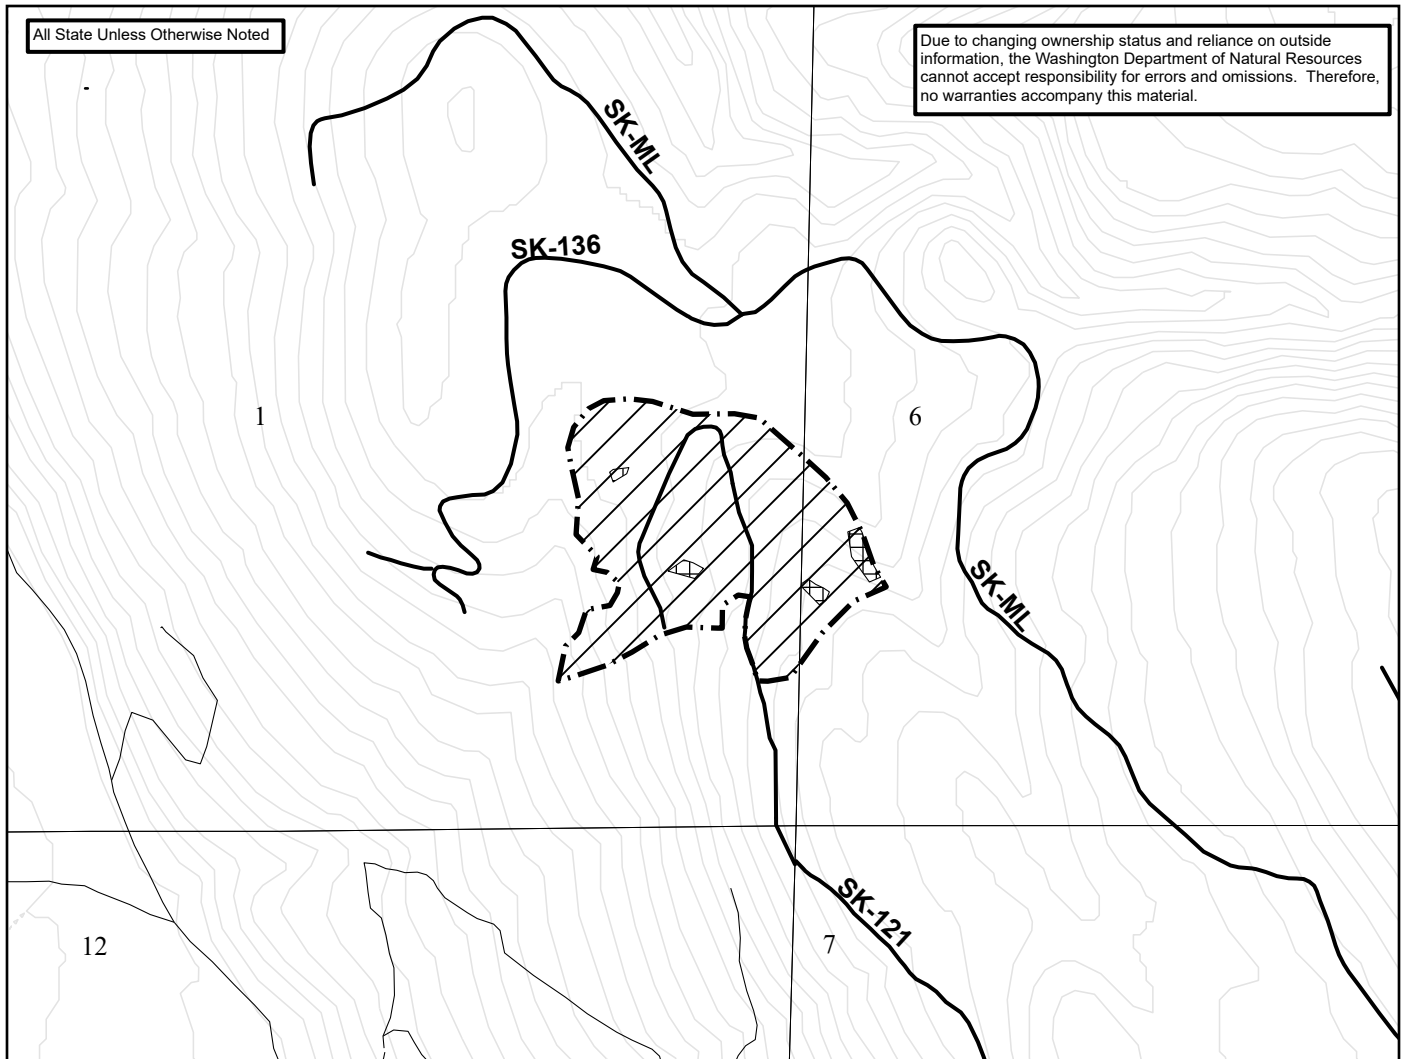 All State Unless Otherwise Noted
Due to changing ownership status and reliance on outside
information, the Washington Department of Natural Resources
cannot accept responsibility for errors and omissions.  Therefore,
no warranties accompany this material.
SK-ML
SK-136
1
6
SK-ML
SK-121
12
7